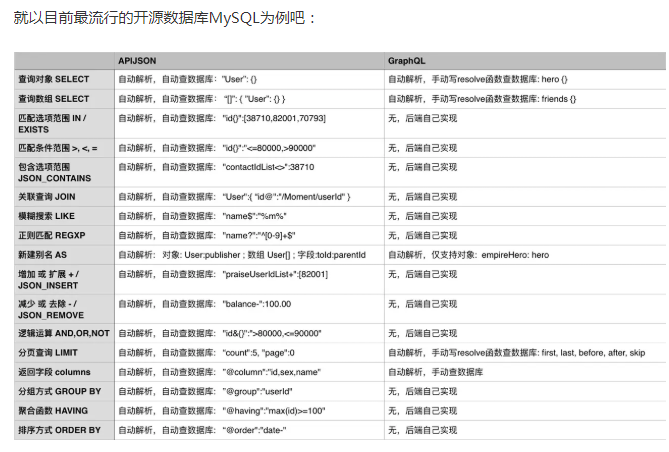 就以目前最流行的开源数据库MySQL为例吧：
APIJSON GraphQL
查询对象 SELECT 自动解析，自动查数据库："User": {} 自动解析，手动写resolve函数查数据库: hero {}
查询数组 SELECT 自动解析，自动查数据库： "[]": { "User": {} } 自动解析，手动写resolve函数查数据库: friends {}
匹配选项范围 IN / 自动解析，自动查数据库："id{}":[38710,82001,70793] 无，后端自己实现
EXISTS
匹配条件范围 >, <, = 自动解析，自动查数据库："id{}":"<=80000,>90000" 无，后端自己实现
包含选项范围 自动解析，自动查数据库："contactIdList<>":38710 无，后端自己实现
JSON_CONTAINS
关联查询 JOIN 自动解析，自动查数据库："User":{ "id@":"/Moment/userId" } 无，后端自己实现
模糊搜索 LIKE 自动解析，自动查数据库："name$":"%m%" 无，后端自己实现
正则匹配 REGXP 自动解析，自动查数据库："name?":"^[0-9]+$" 无，后端自己实现
新建别名 AS 自动解析： 对象: User:publisher ; 数组 User[] ; 字段:toId:parentId 自动解析，仅支持对象: empireHero: hero
增加 或 扩展 + / 自动解析，自动查数据库："praiseUserIdList+":[82001] 无，后端自己实现
JSON_INSERT
减少 或 去除 - / 自动解析，自动查数据库："balance-":100.00 无，后端自己实现
JSON_REMOVE
逻辑运算 AND,OR,NOT 自动解析，自动查数据库："id&{}":">80000,<=90000" 无，后端自己实现
分页查询 LIMIT 自动解析，自动查数据库："count":5, "page":0 自动解析，手动写resolve函数查数据库: first, last, before, after, skip
返回字段 columns 自动解析，自动查数据库："@column":"id,sex,name" 自动解析，手动查数据库
分组方式 GROUP BY 自动解析，自动查数据库："@group":"userId" 无，后端自己实现
聚合函数 HAVING 自动解析，自动查数据库："@having":"max(id)>=100" 无，后端自己实现
排序方式 ORDER BY 自动解析，自动查数据库："@order":"date-" 无，后端自己实现